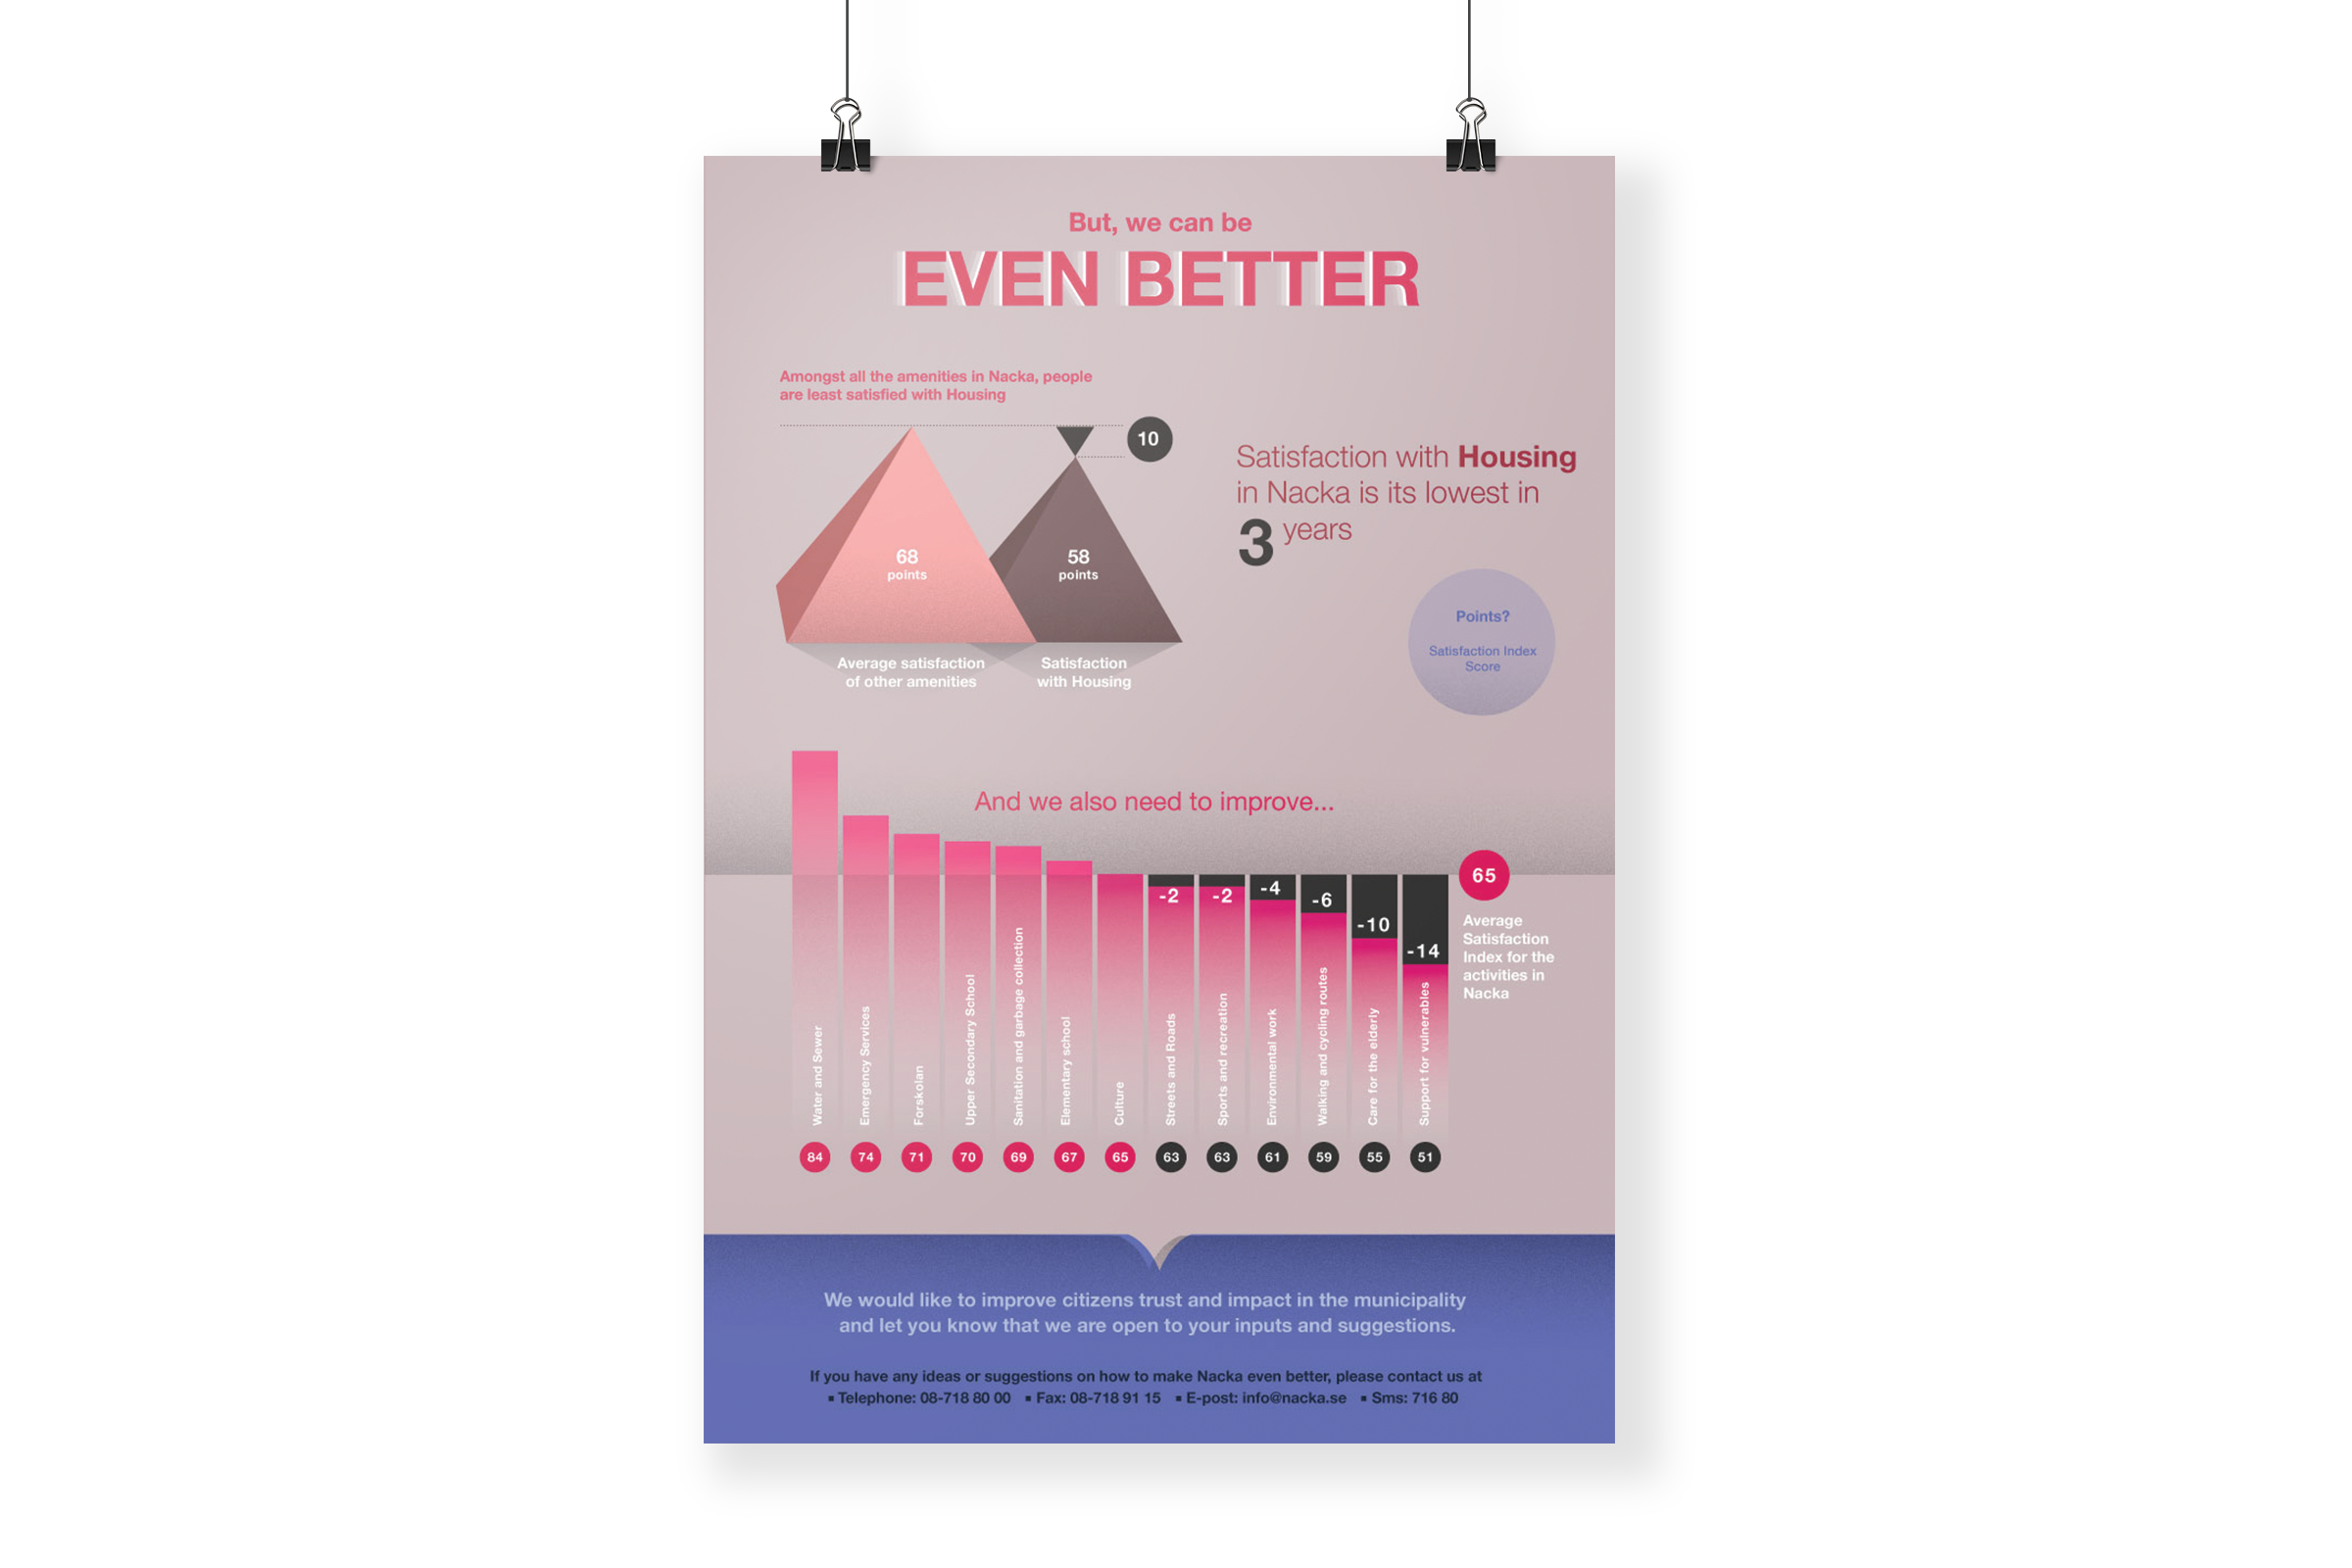 But, we can be
EVEN BETTER
Amongst all the amenities in Nacka, people
are least satisfied with Housing
10
68
points
58
points
Average satisfaction
of other amenities
Satisfaction
with Housing
Satisfaction with Housing
in Nacka is its lowest in
3 years
Points?
Satisfaction Index
Score
And we also need to improve...
-2
-2
-4
-6
-10
-14
65
Average
Satisfaction
Index for the
activities in
Nacka
Water and Sewer
Emergency Services
Forskolan
Upper Secondary School
Sanitation and garbage collection
Elementary school
Culture
Streets and Roads
Sports and recreation
Environmental work
Walking and cycling routes
Care for the elderly
Support for vulnerables
84 74 71 70 69 67 65 63 63 61 59 55 51
We would like to improve citizens trust and impact in the municipality
and let you know that we are open to your inputs and suggestions.
If you have any ideas or suggestions on how to make Nacka even better, please contact us at
▪ Telephone: 08-718 80 00 ▪ Fax: 08-718 91 15 ▪ E-post: info@nacka.se ▪ Sms: 716 80